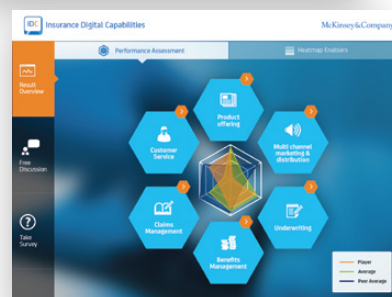 IDC Insurance Digital Capabilities
McKinsey&Company
Performance Assessment
Heatmap Enablers
Result
Overview
Free
Discussion
Take
Survey
Product
offering
Multi channel
marketing &
distribution
Underwriting
Benefits
Management
Claims
Management
Customer
Service
Player
Average
Peer Average